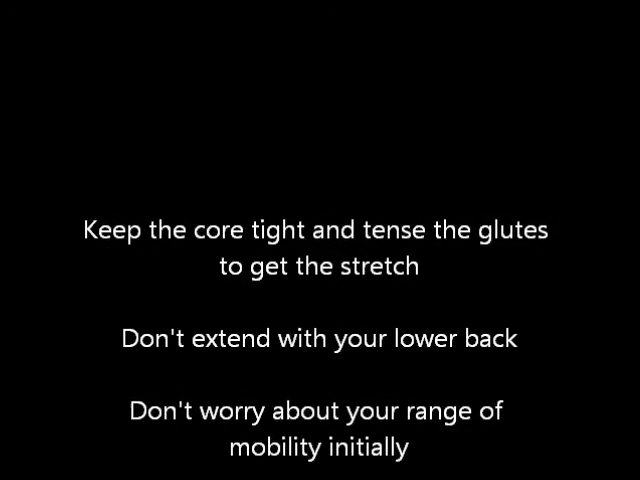 Keep the core tight and tense the glutes
to get the stretch
Don't extend with your lower back
Don't worry about your range of
mobility initially